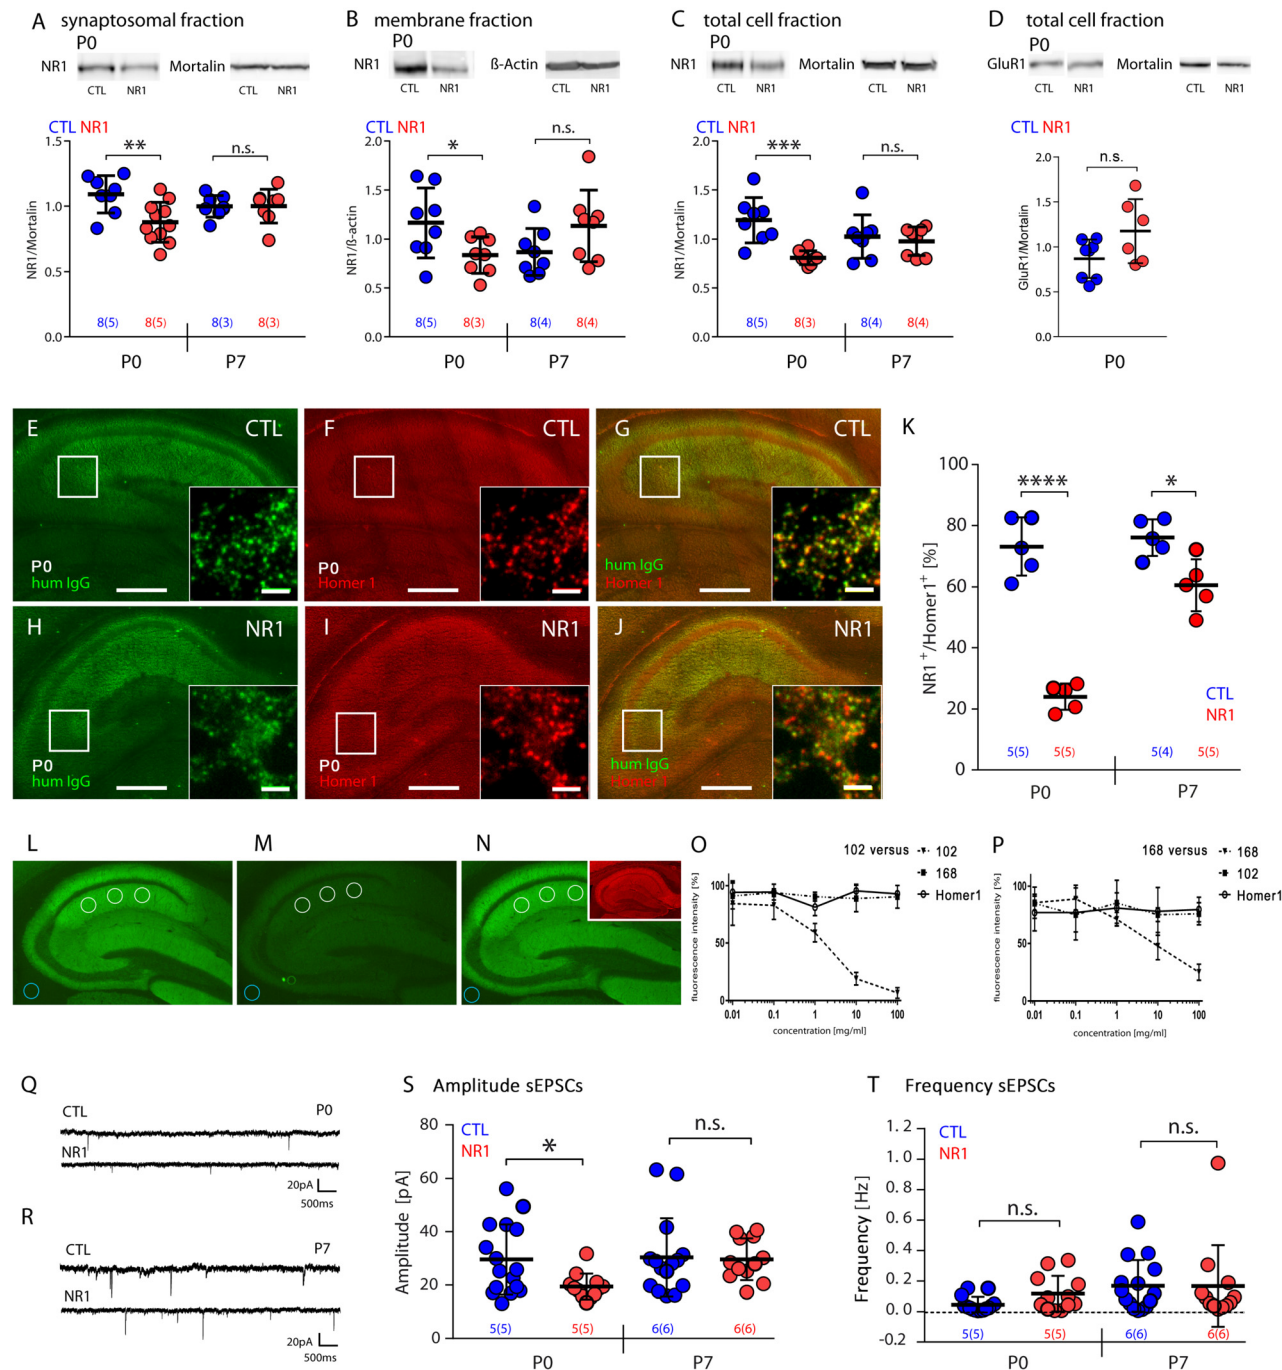 A synaptosomal fraction
P0
NR1
Mortalin
CTL NR1 CTL NR1
CTL NR1
NR1/Mortalin
1.5
1.0
0.5
0.0
**
n.s.
8(5) 8(5) 8(3) 8(3)
P0 P7
B membrane fraction
P0
NR1
ß-Actin
CTL NR1 CTL NR1
CTL NR1
NR1/ß-actin
2.0
1.5
1.0
0.5
0.0
*
n.s.
8(5) 8(3) 8(4) 8(4)
P0 P7
C total cell fraction
P0
NR1
Mortalin
CTL NR1 CTL NR1
CTL NR1
NR1/Mortalin
2.0
1.5
1.0
0.5
0.0
***
n.s.
8(5) 8(3) 8(4) 8(4)
P0 P7
D total cell fraction
P0
GluR1
Mortalin
CTL NR1 CTL NR1
CTL NR1
GluR1/Mortalin
2.0
1.5
1.0
0.5
0.0
n.s.
P0
E CTL
P0
hum IgG
F CTL
Homer 1
G CTL
hum IgG
Homer 1
H NR1
P0
hum IgG
I NR1
P0
Homer 1
J NR1
hum IgG
Homer 1
K
NR1+/Homer1+ [%]
100
80
60
40
20
0
****
*
CTL
NR1
5(5) 5(5) 5(4) 5(5)
P0 P7
L
M
N
O
102 versus
102
168
Homer1
fluorescence intensity [%]
100
50
0
0.01 0.1 1 10 100
concentration [mg/ml]
P
168 versus
168
102
Homer1
fluorescence intensity [%]
100
50
0
0.01 0.1 1 10 100
concentration [mg/ml]
Q
CTL P0
NR1
20pA
500ms
R
CTL P7
NR1
20pA
500ms
S Amplitude sEPSCs
CTL
NR1
Amplitude [pA]
80
60
40
20
0
*
n.s.
5(5) 5(5) 6(6) 6(6)
P0 P7
T Frequency sEPSCs
CTL
NR1
Frequency [Hz]
1.2
1.0
0.8
0.6
0.4
0.2
0.0
-0.2
n.s.
n.s.
5(5) 5(5) 6(6) 6(6)
P0 P7